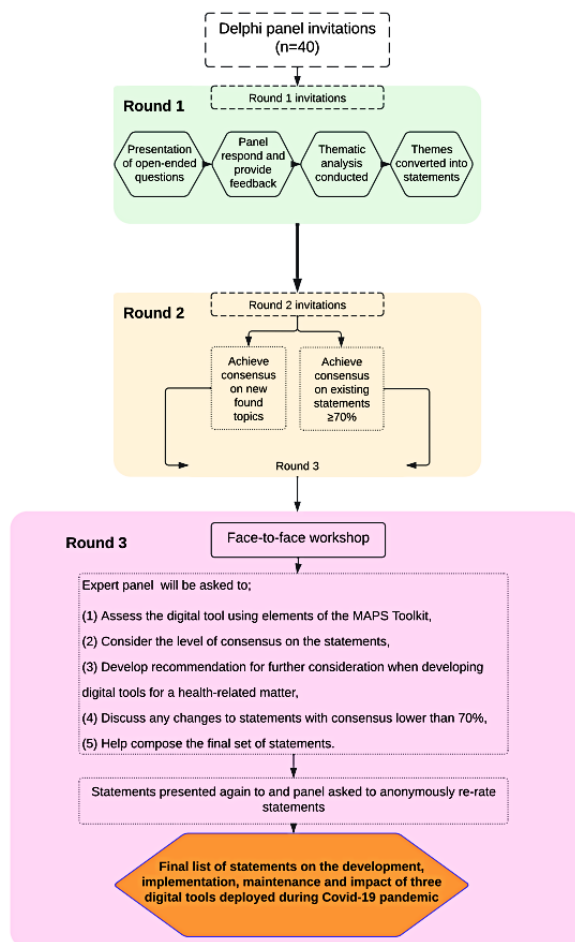 Delphi panel invitations
(n=40)
Round 1 invitations
Round 1
Presentation
of open-ended
questions
Panel
respond and
provide
feedback
Thematic
analysis
conducted
Themes
converted into
statements
Round 2 invitations
Round 2
Achieve
consensus
on new
found
topics
Achieve
consensus
on existing
statements
≥70%
Round 3
Face-to-face workshop
Round 3
Expert panel will be asked to;
(1) Assess the digital tool using elements of the MAPS Toolkit,
(2) Consider the level of consensus on the statements,
(3) Develop recommendation for further consideration when developing
digital tools for a health-related matter,
(4) Discuss any changes to statements with consensus lower than 70%,
(5) Help compose the final set of statements.
Statements presented again to and panel asked to anonymously re-rate
statements
Final list of statements on the development,
implementation, maintenance and impact of three
digital tools deployed during Covid-19 pandemic